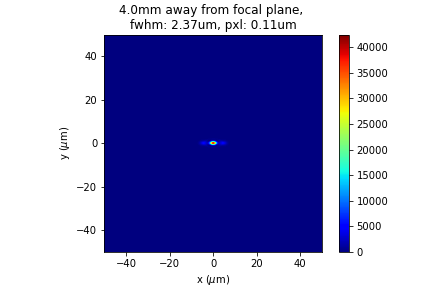 4.0mm away from focal plane,
fwhm: 2.37um, pxl: 0.11um
40
20
0
−20
−40
y (μm)
−40 −20 0 20 40
x (μm)
40000
35000
30000
25000
20000
15000
10000
5000
0